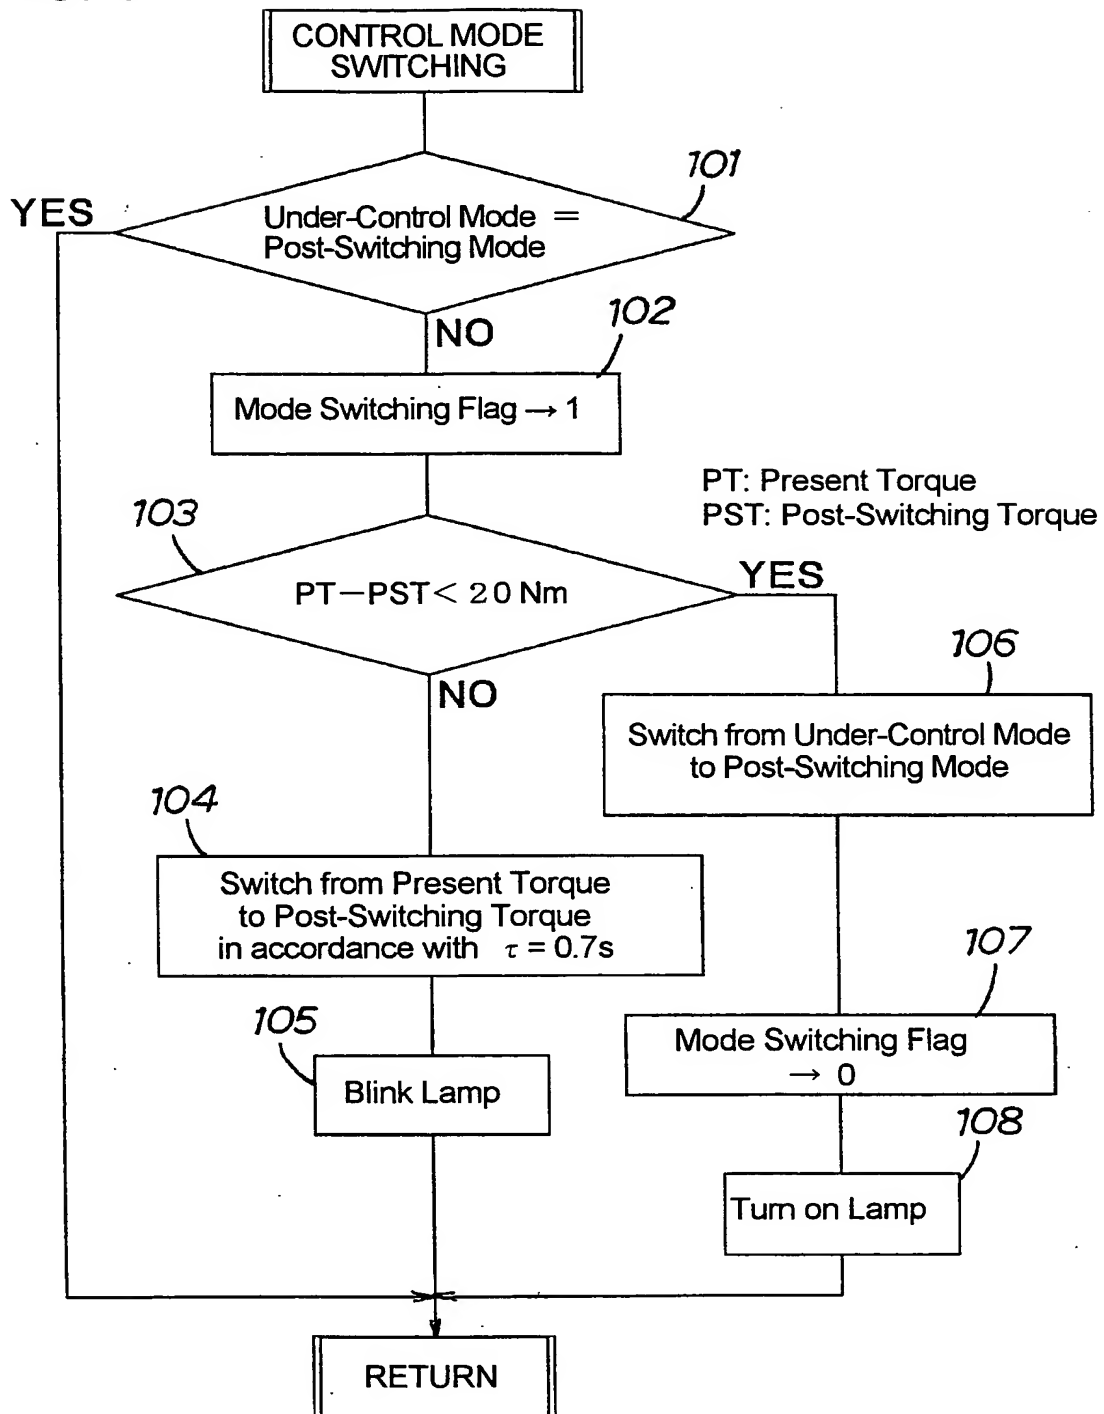 CONTROL MODE
SWITCHING
101
YES
Under-Control Mode =
Post-Switching Mode
NO
102
Mode Switching Flag → 1
PT: Present Torque
PST: Post-Switching Torque
103
PT−PST< 20 Nm
YES
NO
106
Switch from Under-Control Mode
to Post-Switching Mode
104
Switch from Present Torque
to Post-Switching Torque
in accordance with τ = 0.7s
107
Mode Switching Flag
→ 0
105
Blink Lamp
108
Turn on Lamp
RETURN